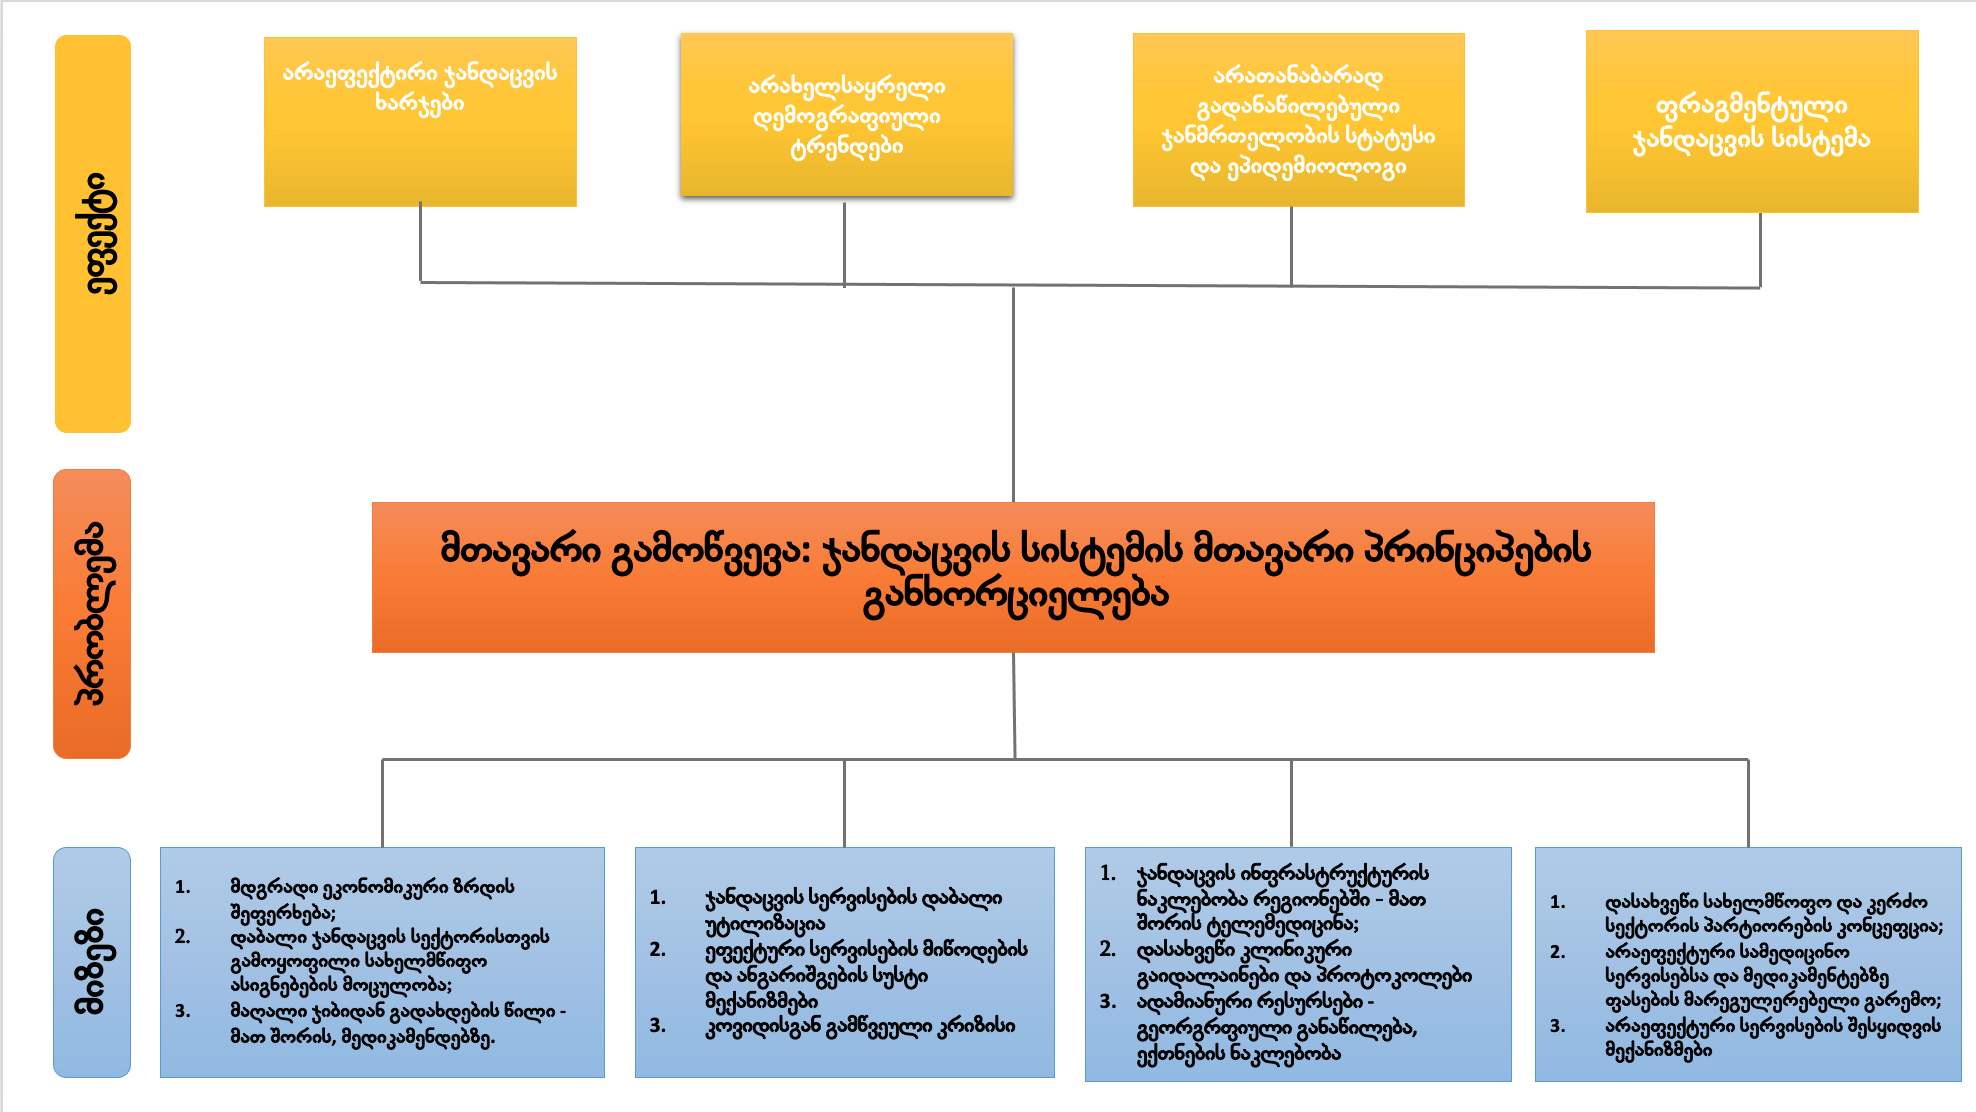 ეფექტი
არაეფექტირი ჯანდაცვის
ხარჯები
არახელსაყრელი
დემოგრაფიული
ტრენდები
არათანაბარად
გადანაწილებული
ჯანმრთელობის სტატუსი
და ეპიდემიოლოგი
ფრაგმენტული
ჯანდაცვის სისტემა
პრობლემა
მთავარი გამოწვევა: ჯანდაცვის სისტემის მთავარი პრინციპების
განხორციელება
მიზეზი
1. მდგრადი ეკონომიკური ზრდის
შეფერხება;
2. დაბალი ჯანდაცვის სექტორისთვის
გამოყოფილი სახელმწიფო
ასიგნებების მოცულობა;
3. მაღალი ჯიბიდან გადახდების წილი -
მათ შორის, მედიკამენდებზე.
1. ჯანდაცვის სერვისების დაბალი
უტილიზაცია
2. ეფექტური სერვისების მიწოდების
და ანგარიშგების სუსტი
მექანიზმები
3. კოვიდისგან გამწვეული კრიზისი
1. ჯანდაცვის ინფრასტრუქტურის
ნაკლებობა რეგიონებში - მათ
შორის ტელემედიცინა;
2. დასახვეწი კლინიკური
გაიდალაინები და პროტოკოლები
3. ადამიანური რესურსები -
გეორგრფიული განაწილება,
ექთნების ნაკლებობა
1. დასახვეწი სახელმწოფო და კერძო
სექტორის პარტიორების კონცეფცია;
2. არაეფექტური სამედიცინო
სერვისებსა და მედიკამენტებზე
ფასების მარეგულერებელი გარემო;
3. არაეფექტური სერვისების შესყიდვის
მექანიზმები